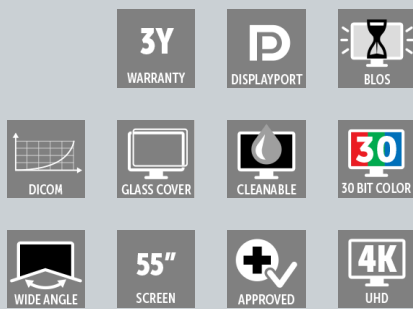 3Y
WARRANTY
DISPLAYPORT
BLOS
DICOM
GLASS COVER
CLEANABLE
30
30 BIT COLOR
WIDE ANGLE
55"
SCREEN
APPROVED
4K
UHD